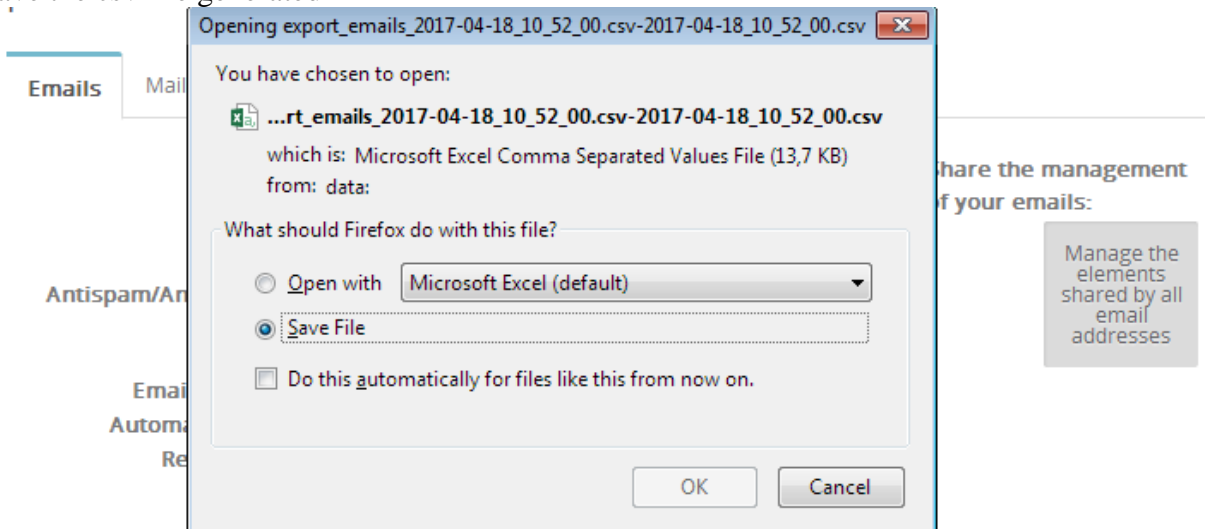 Opening export_emails_2017-04-18_10_52_00.csv-2017-04-18_10_52_00.csv
Emails
Mail
You have chosen to open:
...rt_emails_2017-04-18_10_52_00.csv-2017-04-18_10_52_00.csv
which is: Microsoft Excel Comma Separated Values File (13,7 KB)
from: data:
What should Firefox do with this file?
Open with Microsoft Excel (default)
Save File
Do this automatically for files like this from now on.
OK Cancel
Antispam/An
Emai
Automa
Re
hare the management
of your emails:
Manage the
elements
shared by all
email
addresses